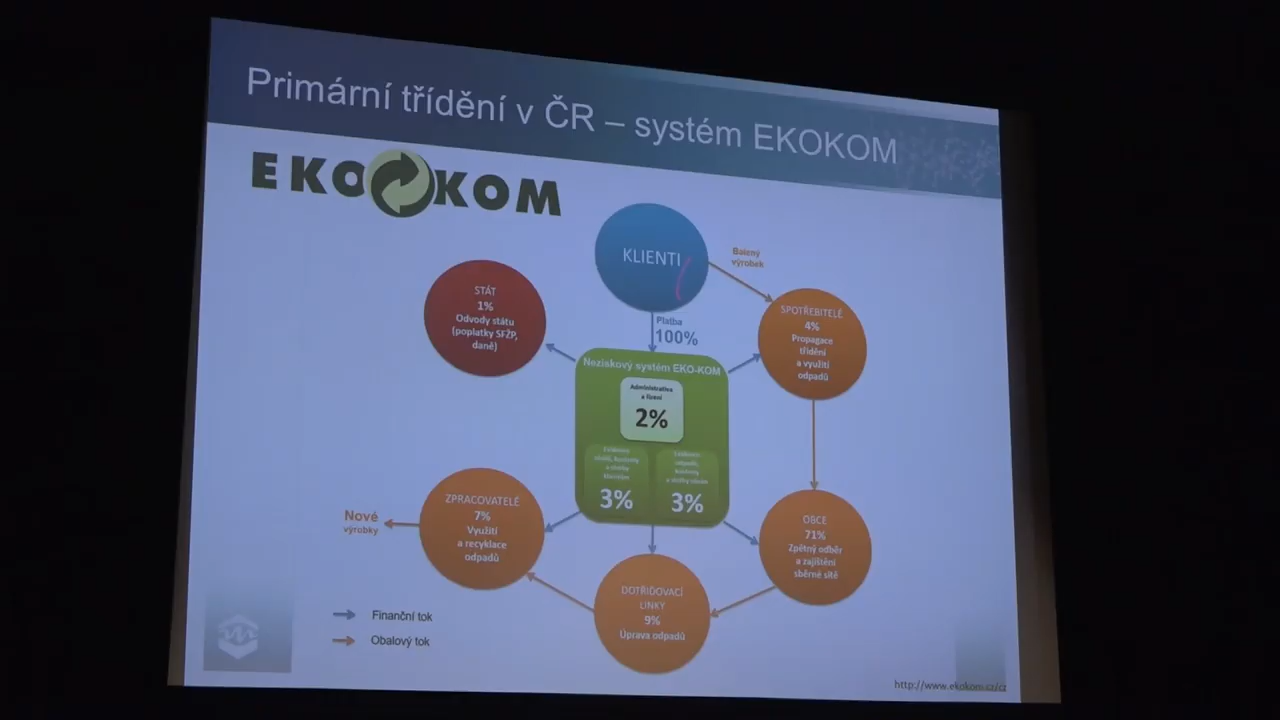 Primární třídění v ČR – systém EKOKOM
EKO KOM
KLIENTI
Balený
výrobek
STÁT
1%
Odvody státu
(poplatky SFŽP,
daně)
Platba
100%
SPOTŘEBITELÉ
4%
Propagace
třídění
a využití
odpadů
Neziskový systém EKO-KOM
Administrativa
a řízení
2%
3%
3%
ZPRACOVATELÉ
7%
Využití
a recyklace
odpadů
Nové
výrobky
OBCE
71%
Zpětný odběr
a zajištění
sběrné sítě
DOTŘIĎOVACÍ
LINKY
9%
Úprava odpadů
Finanční tok
Obalový tok
http://www.ekokom.cz/cz